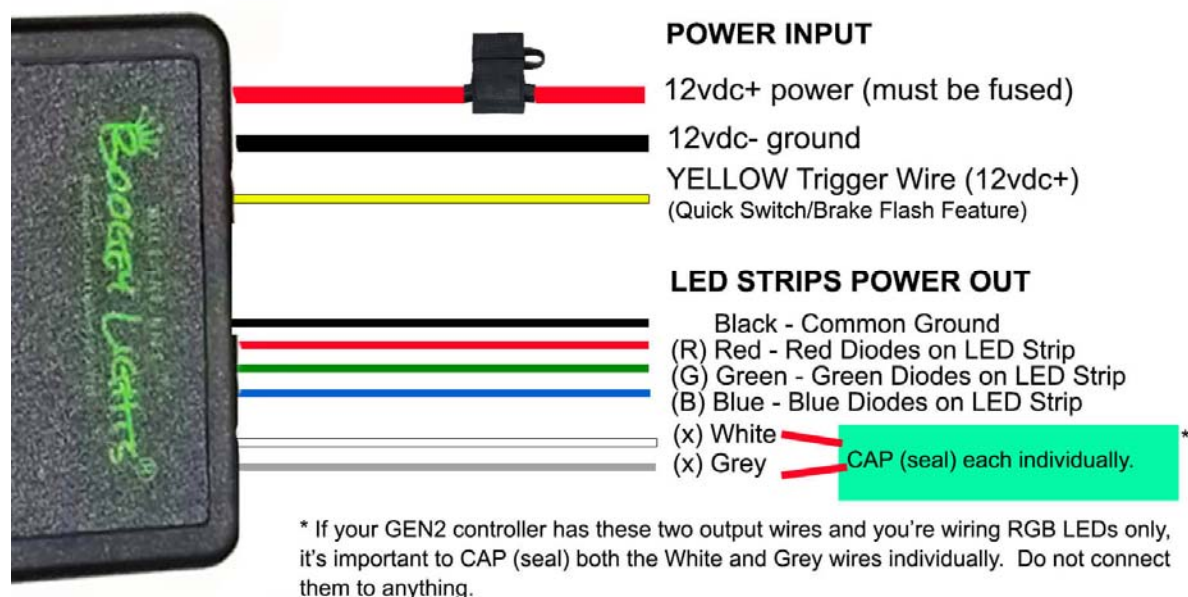 POWER INPUT
12vdc+ power (must be fused)
12vdc- ground
YELLOW Trigger Wire (12vdc+)
(Quick Switch/Brake Flash Feature)
LED STRIPS POWER OUT
Black - Common Ground
(R) Red - Red Diodes on LED Strip
(G) Green - Green Diodes on LED Strip
(B) Blue - Blue Diodes on LED Strip
(x) White
(x) Grey
CAP (seal) each individually.
*
* If your GEN2 controller has these two output wires and you're wiring RGB LEDs only,
it's important to CAP (seal) both the White and Grey wires individually. Do not connect
them to anything.
Boogey Lights®